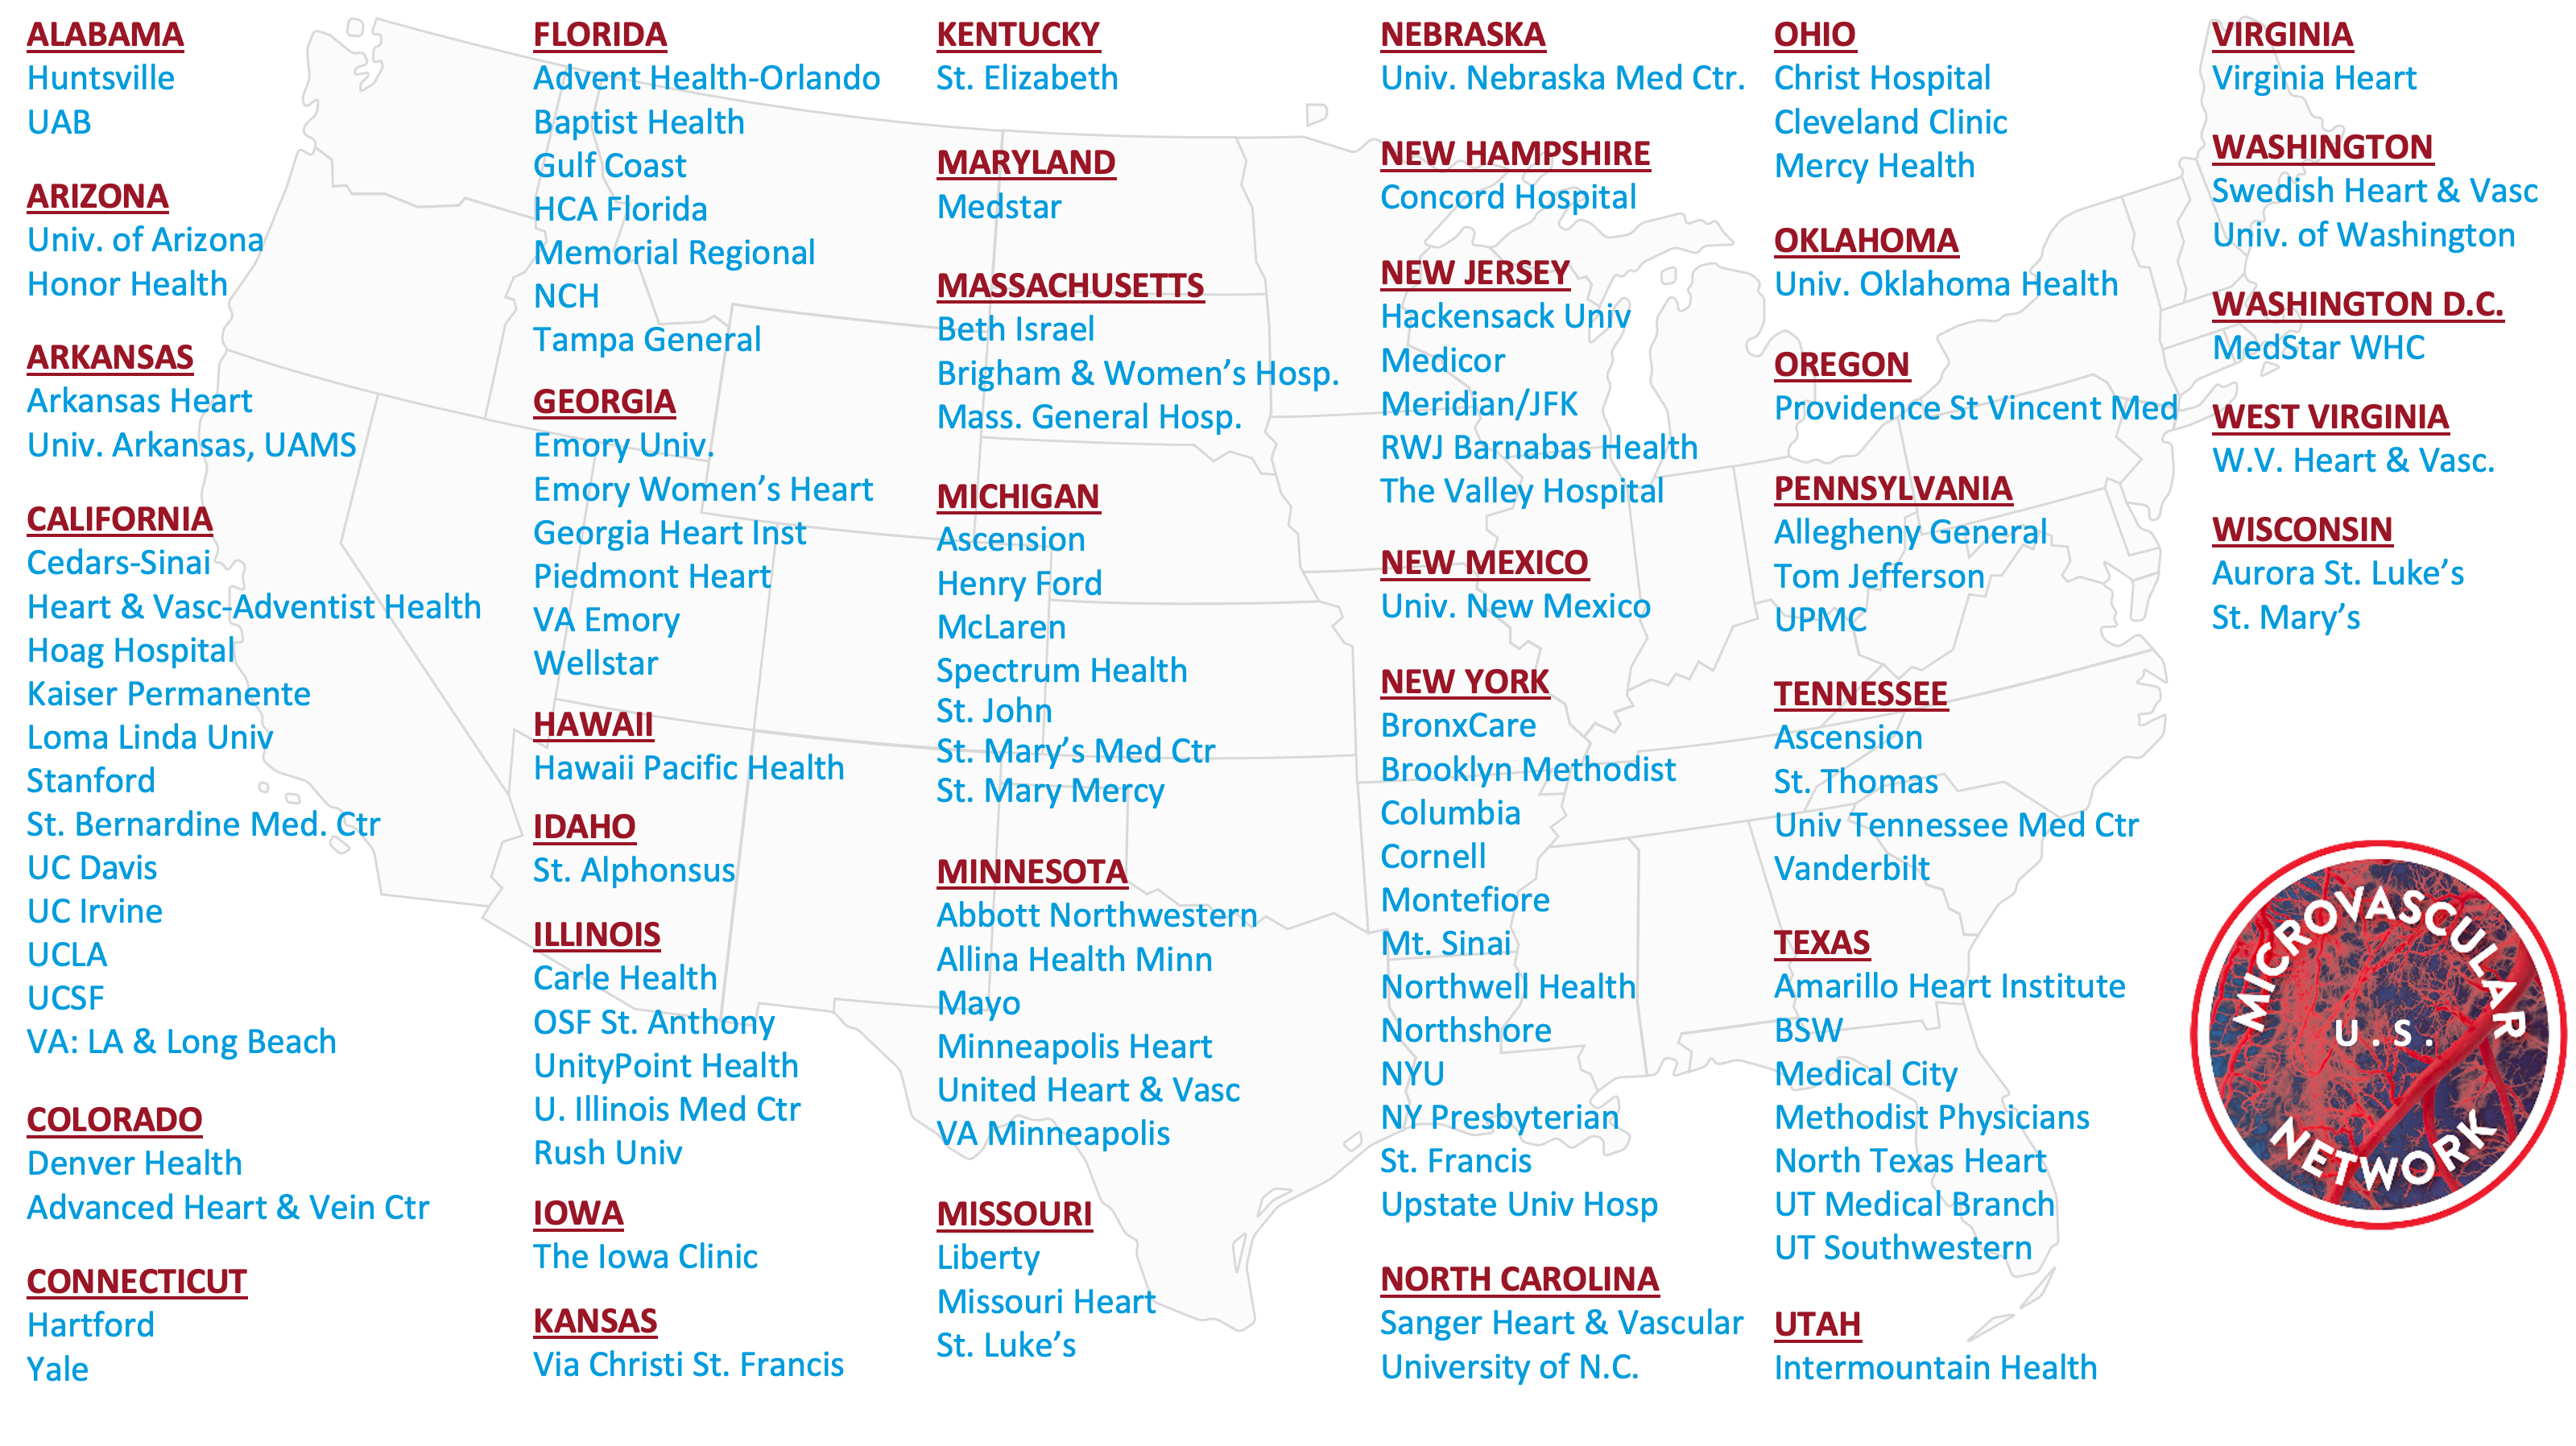 ALABAMA
Huntsville
UAB
ARIZONA
Univ. of Arizona
Honor Health
ARKANSAS
Arkansas Heart
Univ. Arkansas, UAMS
CALIFORNIA
Cedars-Sinai
Heart & Vasc-Adventist Health
Hoag Hospital
Kaiser Permanente
Loma Linda Univ
Stanford
St. Bernardine Med. Ctr
UC Davis
UC Irvine
UCLA
UCSF
VA: LA & Long Beach
COLORADO
Denver Health
Advanced Heart & Vein Ctr
CONNECTICUT
Hartford
Yale
FLORIDA
Advent Health-Orlando
Baptist Health
Gulf Coast
HCA Florida
Memorial Regional
NCH
Tampa General
GEORGIA
Emory Univ.
Emory Women’s Heart
Georgia Heart Inst
Piedmont Heart
VA Emory
Wellstar
HAWAII
Hawaii Pacific Health
IDAHO
St. Alphonsus
ILLINOIS
Carle Health
OSF St. Anthony
UnityPoint Health
U. Illinois Med Ctr
Rush Univ
IOWA
The Iowa Clinic
KANSAS
Via Christi St. Francis
KENTUCKY
St. Elizabeth
MARYLAND
Medstar
MASSACHUSETTS
Beth Israel
Brigham & Women’s Hosp.
Mass. General Hosp.
MICHIGAN
Ascension
Henry Ford
McLaren
Spectrum Health
St. John
St. Mary’s Med Ctr
St. Mary Mercy
MINNESOTA
Abbott Northwestern
Allina Health Minn
Mayo
Minneapolis Heart
United Heart & Vasc
VA Minneapolis
MISSOURI
Liberty
Missouri Heart
St. Luke’s
NEBRASKA
Univ. Nebraska Med Ctr.
NEW HAMPSHIRE
Concord Hospital
NEW JERSEY
Hackensack Univ
Medicor
Meridian/JFK
RWJ Barnabas Health
The Valley Hospital
NEW MEXICO
Univ. New Mexico
NEW YORK
BronxCare
Brooklyn Methodist
Columbia
Cornell
Montefiore
Mt. Sinai
Northwell Health
Northshore
NYU
NY Presbyterian
St. Francis
Upstate Univ Hosp
NORTH CAROLINA
Sanger Heart & Vascular
University of N.C.
OHIO
Christ Hospital
Cleveland Clinic
Mercy Health
OKLAHOMA
Univ. Oklahoma Health
OREGON
Providence St Vincent Med
PENNSYLVANIA
Allegheny General
Tom Jefferson
UPMC
TENNESSEE
Ascension
St. Thomas
Univ Tennessee Med Ctr
Vanderbilt
TEXAS
Amarillo Heart Institute
BSW
Medical City
Methodist Physicians
North Texas Heart
UT Medical Branch
UT Southwestern
UTAH
Intermountain Health
VIRGINIA
Virginia Heart
WASHINGTON
Swedish Heart & Vasc
Univ. of Washington
WASHINGTON D.C.
MedStar WHC
WEST VIRGINIA
W.V. Heart & Vasc.
WISCONSIN
Aurora St. Luke’s
St. Mary’s
MICROVASCULAR
U.S.
NETWORK